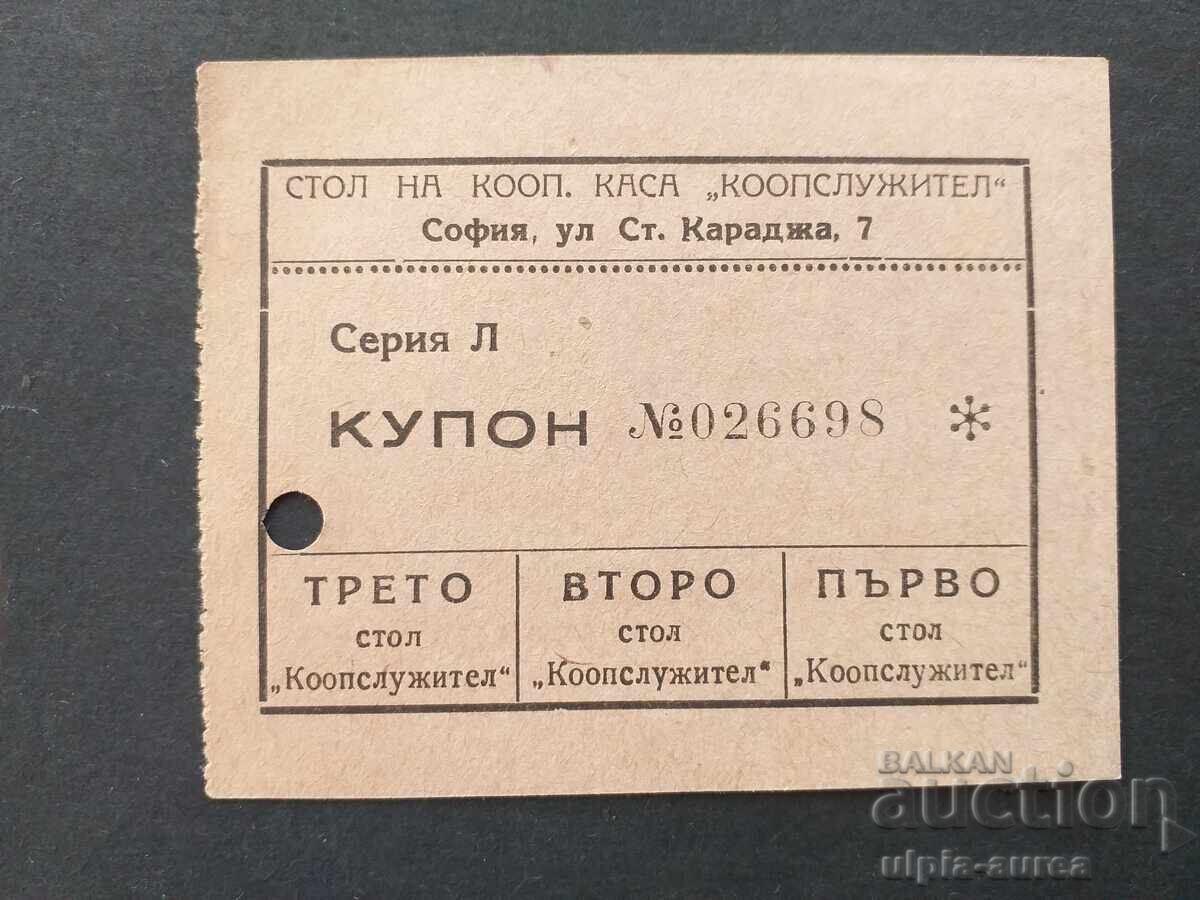 СТОЛ НА КООП. КАСА „КООПСЛУЖИТЕЛ“
София, ул Ст. Караджа, 7
Серия Л
КУПОН №026698 *
ТРЕТО
стол
„Коопслужител“
ВТОРО
стол
„Коопслужител“
ПЪРВО
стол
„Коопслужител“
BALKAN
auction
ulpia-aurea